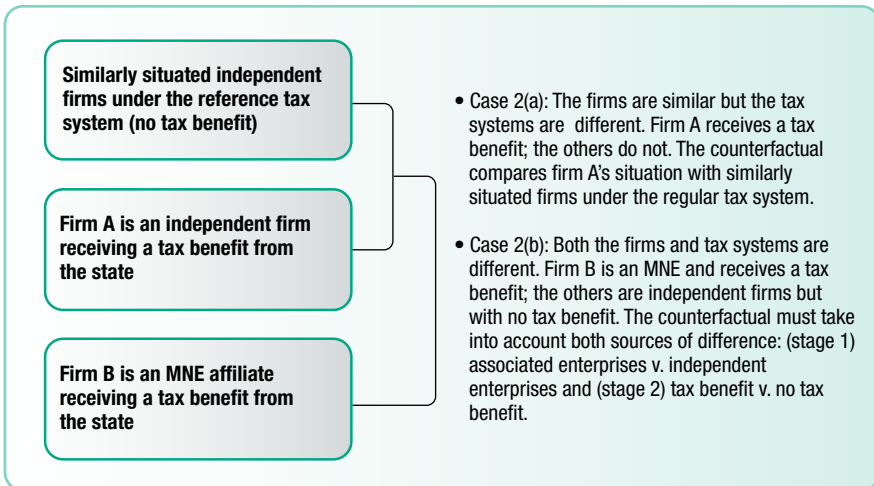 Similarly situated independent
firms under the reference tax
system (no tax benefit)
Firm A is an independent firm
receiving a tax benefit from
the state
Firm B is an MNE affiliate
receiving a tax benefit from
the state
• Case 2(a): The firms are similar but the tax
systems are different. Firm A receives a tax
benefit; the others do not. The counterfactual
compares firm A's situation with similarly
situated firms under the regular tax system.
• Case 2(b): Both the firms and tax systems are
different. Firm B is an MNE and receives a tax
benefit; the others are independent firms but
with no tax benefit. The counterfactual must take
into account both sources of difference: (stage 1)
associated enterprises v. independent
enterprises and (stage 2) tax benefit v. no tax
benefit.